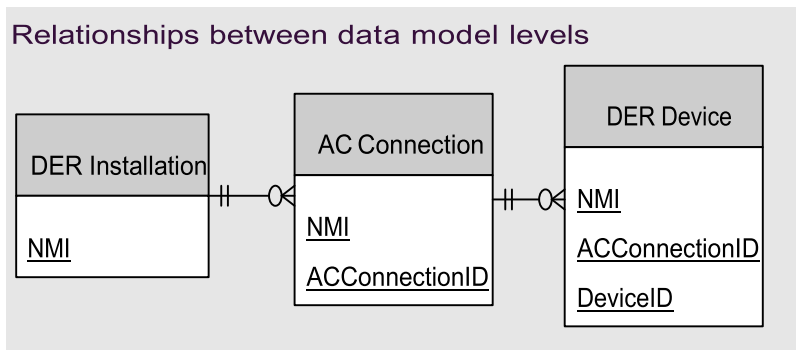 Relationships between data model levels
DER Installation
NMI
AC Connection
NMI
ACConnectionID
DER Device
NMI
ACConnectionID
DeviceID